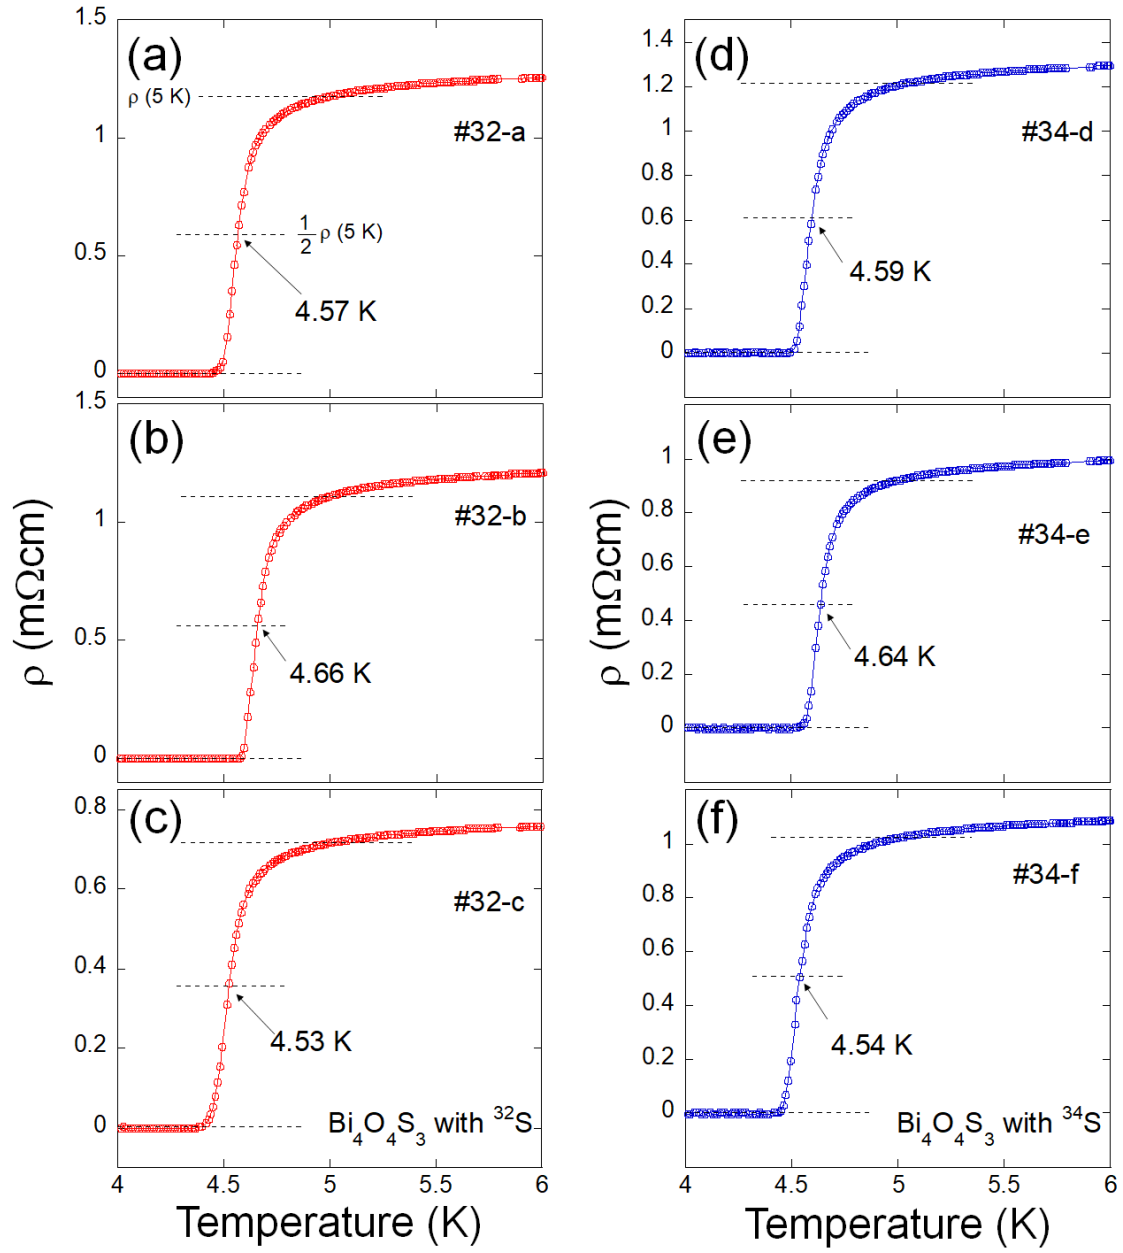 (a)
1.5
1
0.5
0
ρ (5 K)
#32-a
1/2 ρ (5 K)
4.57 K
(b)
1.5
1
0.5
0
#32-b
4.66 K
(c)
0.8
0.6
0.4
0.2
0
#32-c
4.53 K
Bi₄O₄S₃ with ³²S
4 4.5 5 5.5 6
Temperature (K)
ρ (mΩcm)
(d)
1.4
1.2
1
0.8
0.6
0.4
0.2
0
#34-d
4.59 K
(e)
1
0.8
0.6
0.4
0.2
0
#34-e
4.64 K
(f)
1
0.8
0.6
0.4
0.2
0
#34-f
4.54 K
Bi₄O₄S₃ with ³⁴S
4 4.5 5 5.5 6
Temperature (K)
ρ (mΩcm)